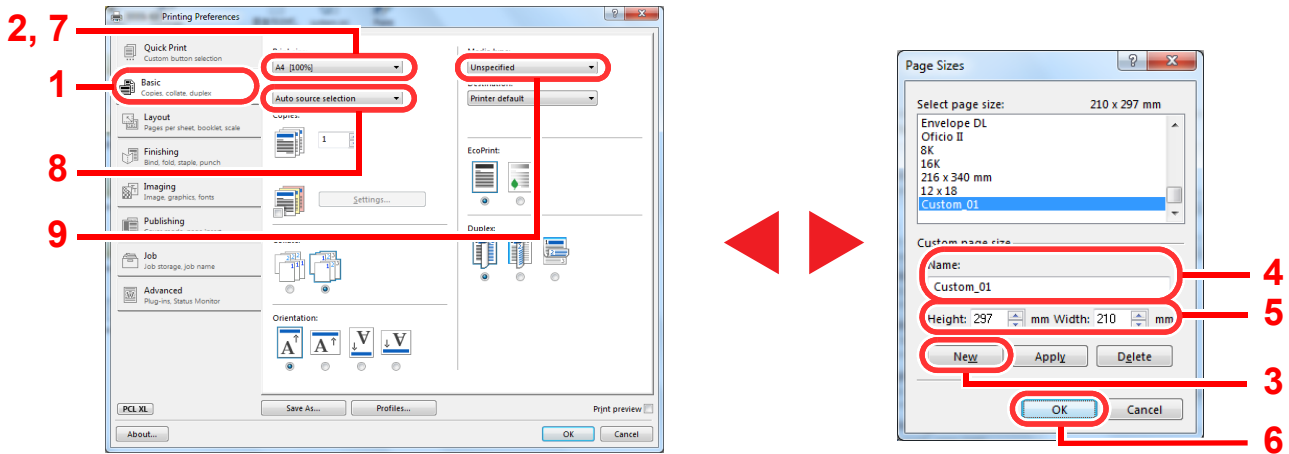 2, 7
1
8
9
Printing Preferences
Quick Print
Custom button selection
Basic
Copies, collate, duplex
Layout
Pages per sheet, booklet, scale
Finishing
Bind, fold, staple, punch
Imaging
Image, graphics, fonts
Publishing
Job
Job storage, job name
Advanced
Plug-ins, Status Monitor
A4 [100%]
Auto source selection
Copies:
1
Settings...
Orientation:
Unspecified
Printer default
EcoPrint:
Duplex:
PCL XL
Save As...
Profiles...
Print preview
About...
OK
Cancel
Page Sizes
Select page size:
210 x 297 mm
Envelope DL
Oficio II
8K
16K
216 x 340 mm
12 x 18
Custom_01
Custom page size
Name:
Custom_01
Height: 297 mm Width: 210 mm
New
Apply
Delete
OK
Cancel
4
5
3
6